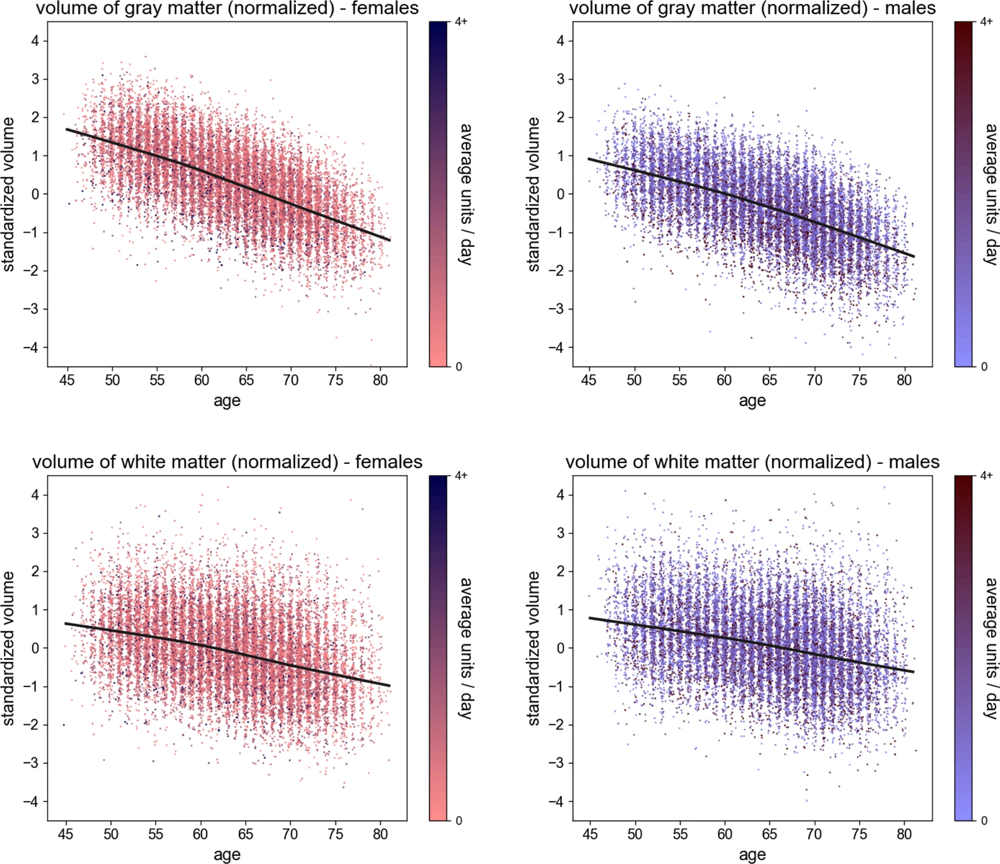 volume of gray matter (normalized) - females
4+
4
3
2
1
0
−1
−2
−3
−4
standardized volume
average units / day
0
45 50 55 60 65 70 75 80
age
volume of gray matter (normalized) - males
4+
4
3
2
1
0
−1
−2
−3
−4
standardized volume
average units / day
0
45 50 55 60 65 70 75 80
age
volume of white matter (normalized) - females
4+
4
3
2
1
0
−1
−2
−3
−4
standardized volume
average units / day
0
45 50 55 60 65 70 75 80
age
volume of white matter (normalized) - males
4+
4
3
2
1
0
−1
−2
−3
−4
standardized volume
average units / day
0
45 50 55 60 65 70 75 80
age